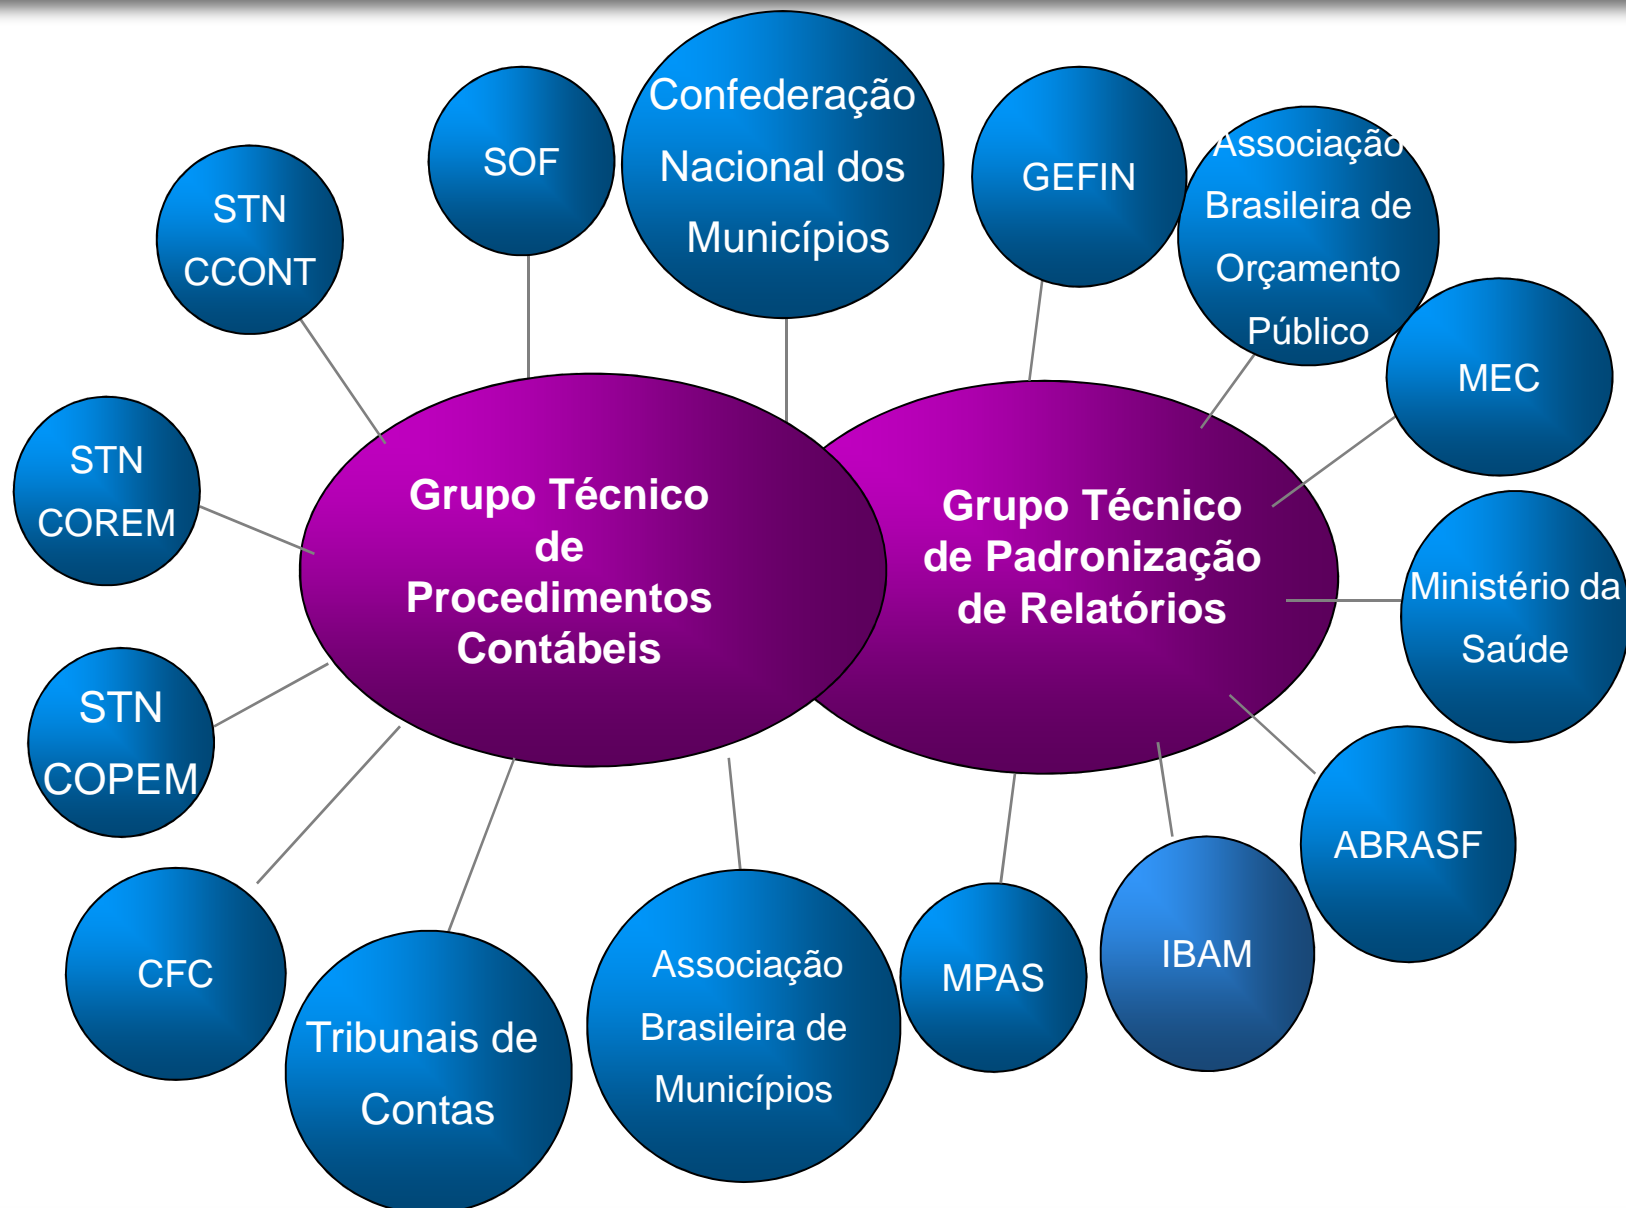 Confederação
Nacional dos
Municípios
SOF
GEFIN
Associação
Brasileira de
Orçamento
Público
STN
CCONT
MEC
STN
COREM
Grupo Técnico
de
Procedimentos
Contábeis
Grupo Técnico
de Padronização
de Relatórios
Ministério da
Saúde
STN
COPEM
ABRASF
CFC
Tribunais de
Contas
Associação
Brasileira de
Municípios
MPAS
IBAM